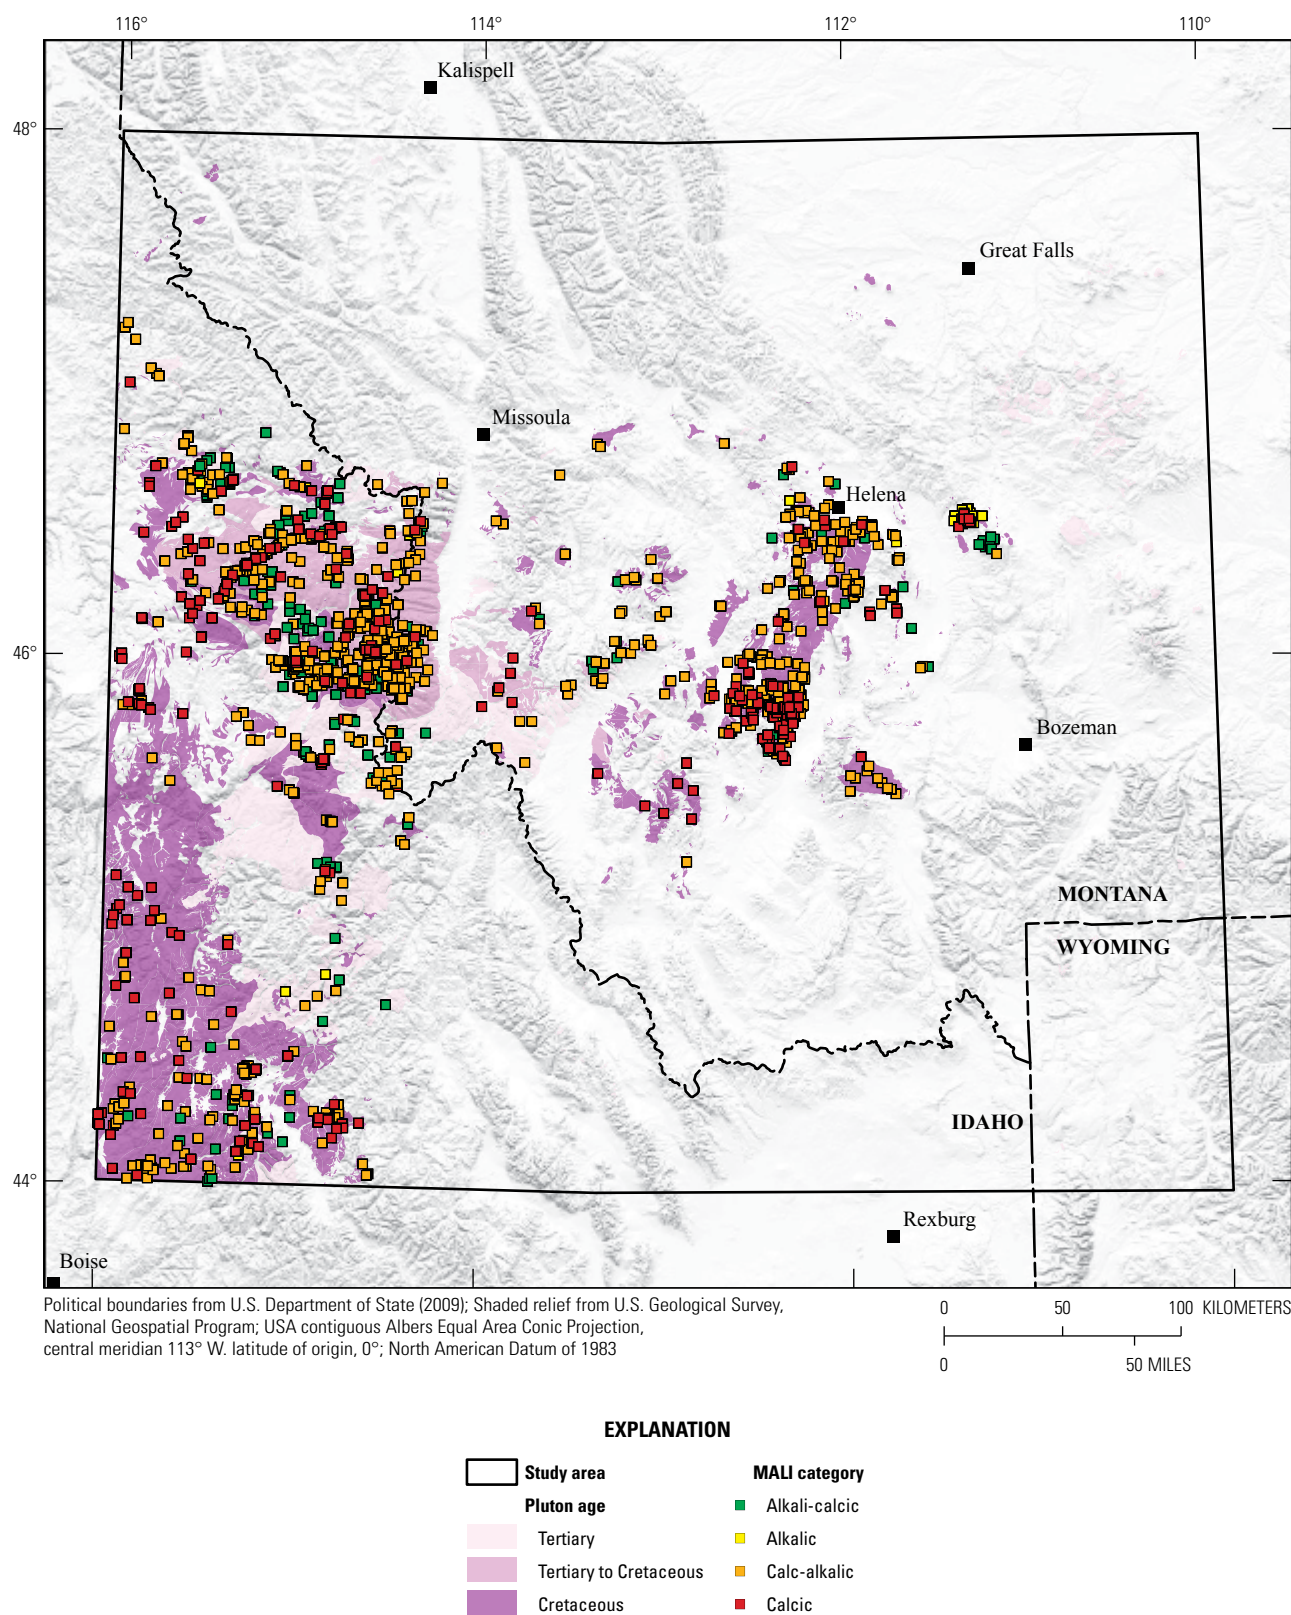 116°
114°
112°
110°
Kalispell
48°
Great Falls
Missoula
Helena
46°
Bozeman
MONTANA
WYOMING
IDAHO
44°
Rexburg
Boise
Political boundaries from U.S. Department of State (2009); Shaded relief from U.S. Geological Survey,
National Geospatial Program; USA contiguous Albers Equal Area Conic Projection,
central meridian 113° W. latitude of origin, 0°; North American Datum of 1983
0 50 100 KILOMETERS
0 50 MILES
EXPLANATION
Study area
Pluton age
Tertiary
Tertiary to Cretaceous
Cretaceous
MALI category
Alkali-calcic
Alkalic
Calc-alkalic
Calcic